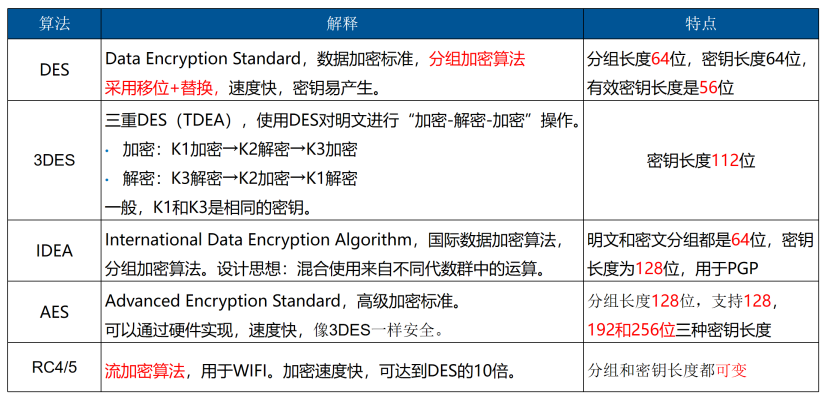 算法 解释 特点
DES
Data Encryption Standard，数据加密标准，分组加密算法
采用移位+替换，速度快，密钥易产生。
分组长度64位，密钥长度64位，
有效密钥长度是56位
3DES
三重DES（TDEA），使用DES对明文进行“加密-解密-加密”操作。
· 加密：K1加密→K2解密→K3加密
· 解密：K3解密→K2加密→K1解密
一般，K1和K3是相同的密钥。
密钥长度112位
IDEA
International Data Encryption Algorithm，国际数据加密算法，
分组加密算法。设计思想：混合使用来自不同代数群中的运算。
明文和密文分组都是64位，密钥
长度为128位，用于PGP
AES
Advanced Encryption Standard，高级加密标准。
可以通过硬件实现，速度快，像3DES一样安全。
分组长度128位，支持128，
192和256位三种密钥长度
RC4/5
流加密算法，用于WIFI。加密速度快，可达到DES的10倍。
分组和密钥长度都可变